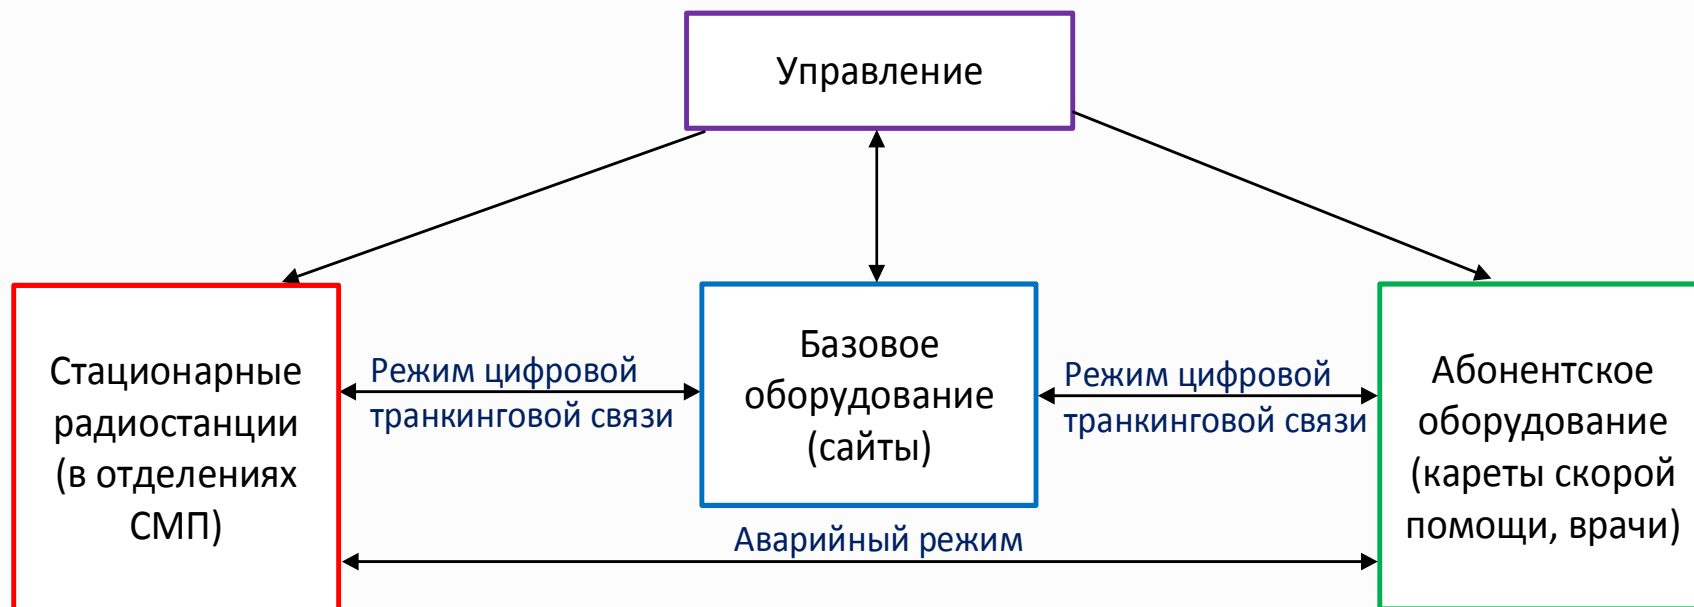 Управление
Стационарные
радиостанции
(в отделениях
СМП)
Режим цифровой
транкинговой связи
Базовое
оборудование
(сайты)
Режим цифровой
транкинговой связи
Абонентское
оборудование
(кареты скорой
помощи, врачи)
Аварийный режим